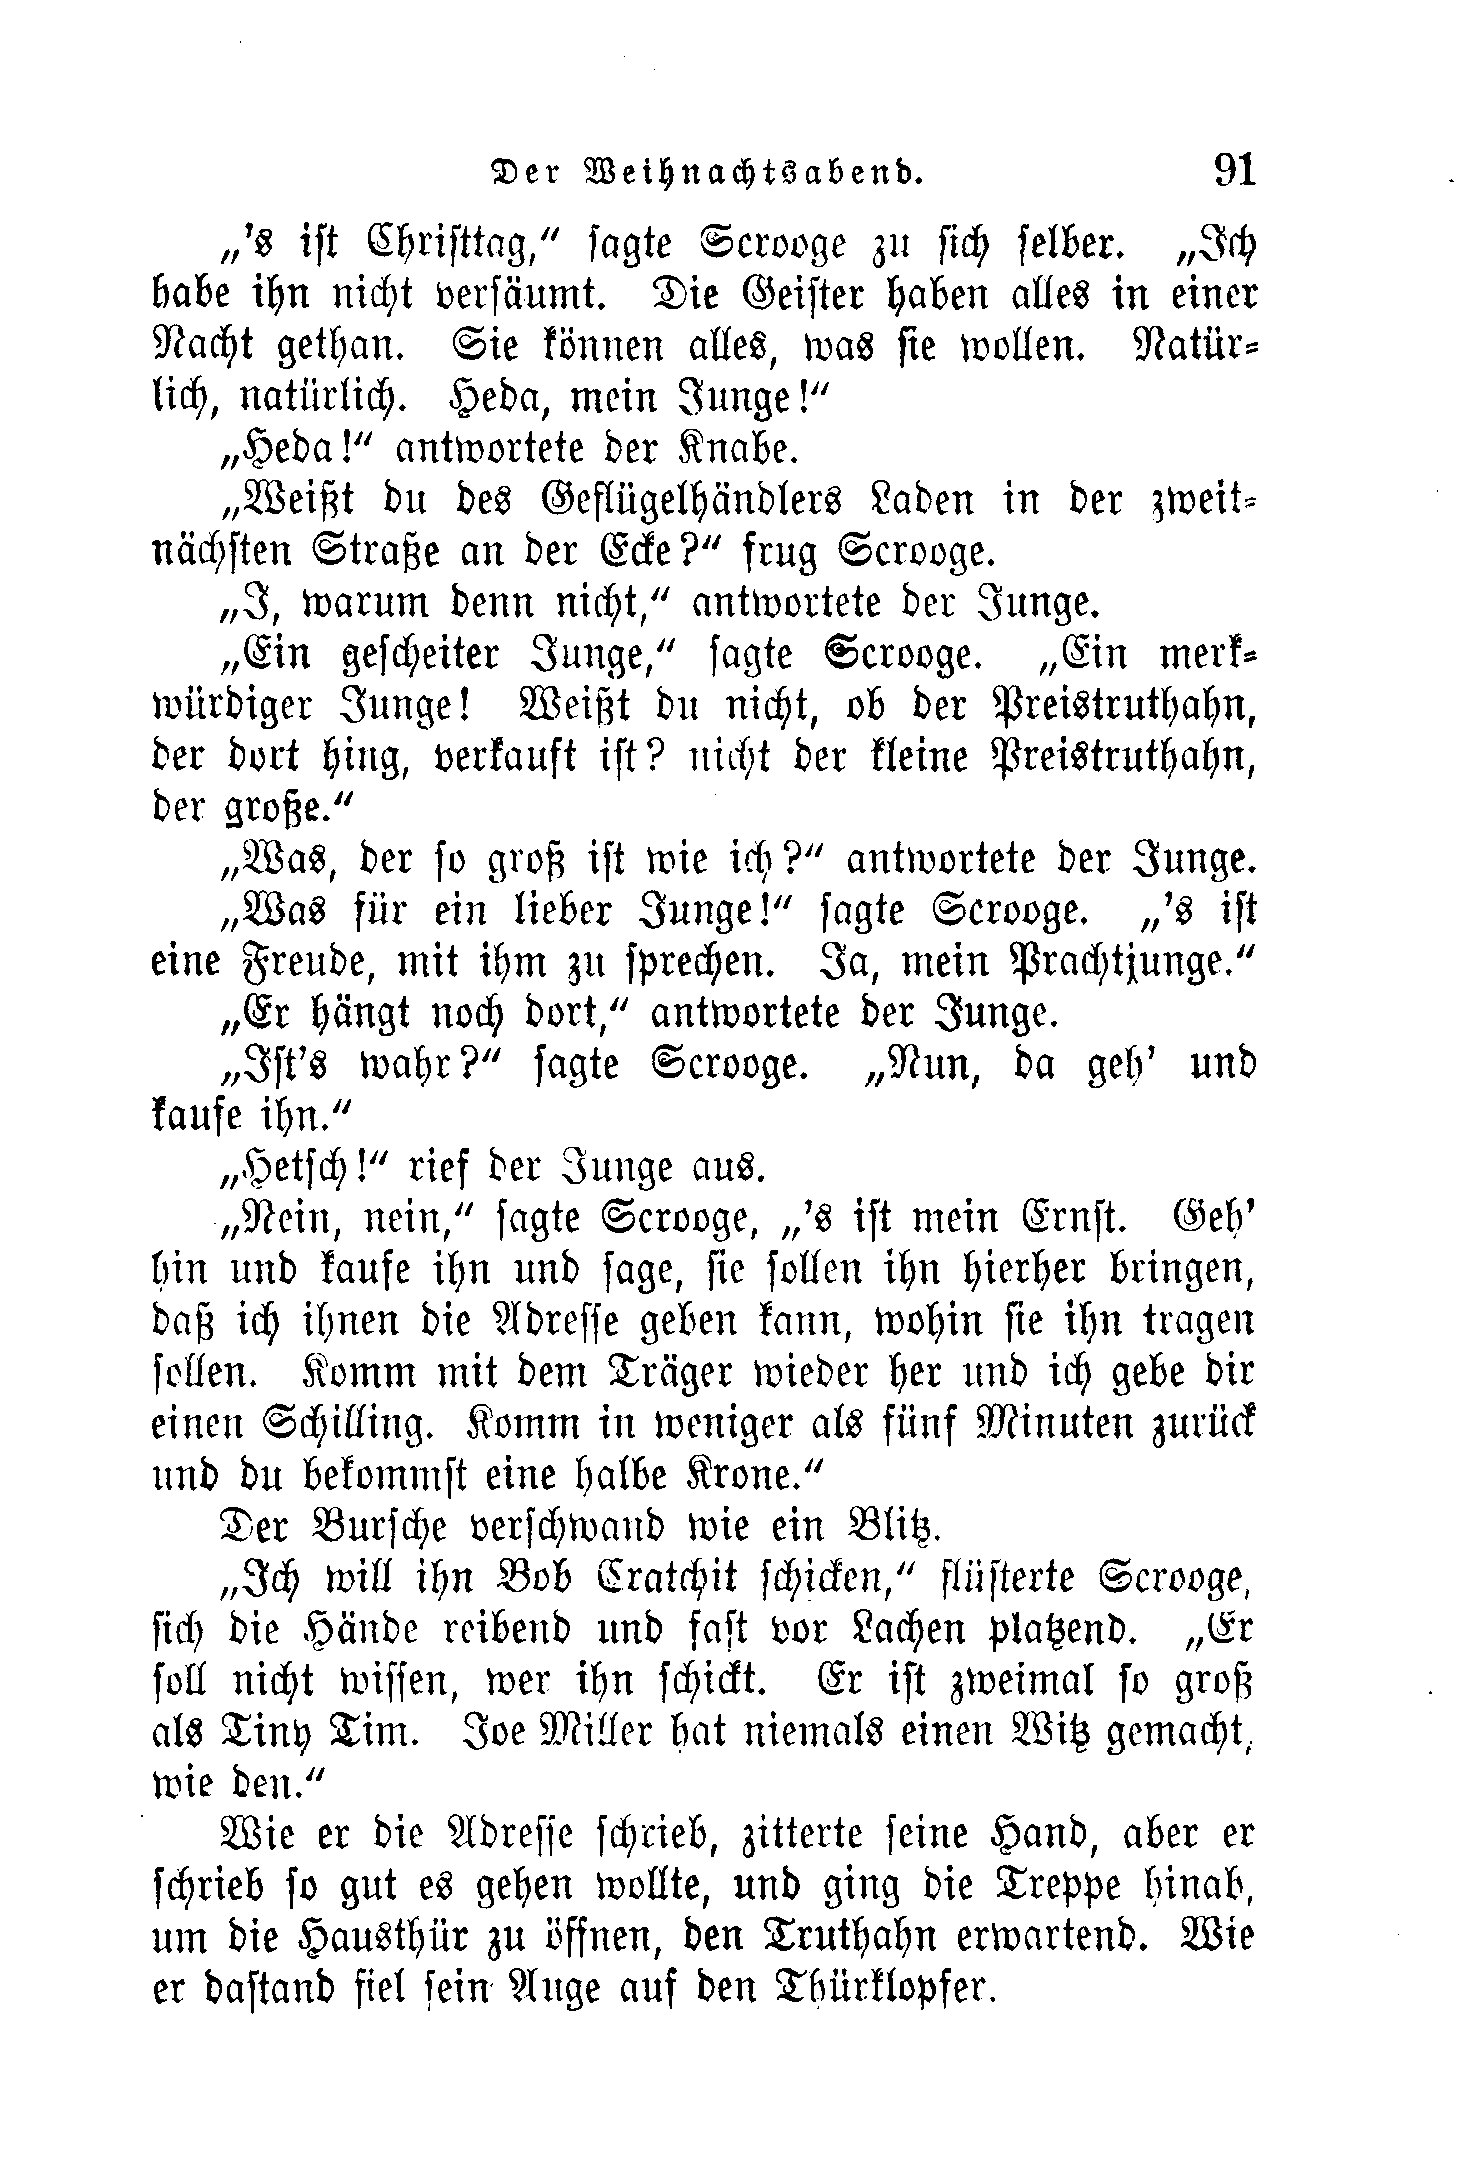 Der Weihnachtsabend. 91
„'s ist Christtag,“ sagte Scrooge zu sich selber. „Ich
habe ihn nicht versäumt. Die Geister haben alles in einer
Nacht gethan. Sie können alles, was sie wollen. Natür-
lich, natürlich. Heda, mein Junge!“
„Heda!“ antwortete der Knabe.
„Weißt du des Geflügelhändlers Laden in der zweit-
nächsten Straße an der Ecke?“ frug Scrooge.
„I, warum denn nicht,“ antwortete der Junge.
„Ein gescheiter Junge,“ sagte Scrooge. „Ein merk-
würdiger Junge! Weißt du nicht, ob der Preistruthahn,
der dort hing, verkauft ist? nicht der kleine Preistruthahn,
der große.“
„Was, der so groß ist wie ich?“ antwortete der Junge.
„Was für ein lieber Junge!“ sagte Scrooge. „'s ist
eine Freude, mit ihm zu sprechen. Ja, mein Prachtjunge.“
„Er hängt noch dort,“ antwortete der Junge.
„Ist's wahr?“ sagte Scrooge. „Nun, da geh' und
kaufe ihn.“
„Hetsch!“ rief der Junge aus.
„Nein, nein,“ sagte Scrooge, „'s ist mein Ernst. Geh'
hin und kaufe ihn und sage, sie sollen ihn hierher bringen,
daß ich ihnen die Adresse geben kann, wohin sie ihn tragen
sollen. Komm mit dem Träger wieder her und ich gebe dir
einen Schilling. Komm in weniger als fünf Minuten zurück
und du bekommst eine halbe Krone.“
Der Bursche verschwand wie ein Blitz.
„Ich will ihn Bob Cratchit schicken,“ flüsterte Scrooge,
sich die Hände reibend und fast vor Lachen platzend. „Er
soll nicht wissen, wer ihn schickt. Er ist zweimal so groß
als Tiny Tim. Joe Miller hat niemals einen Witz gemacht,
wie den.“
Wie er die Adresse schrieb, zitterte seine Hand, aber er
schrieb so gut es gehen wollte, und ging die Treppe hinab,
um die Hausthür zu öffnen, den Truthahn erwartend. Wie
er dastand fiel sein Auge auf den Thürklopfer.